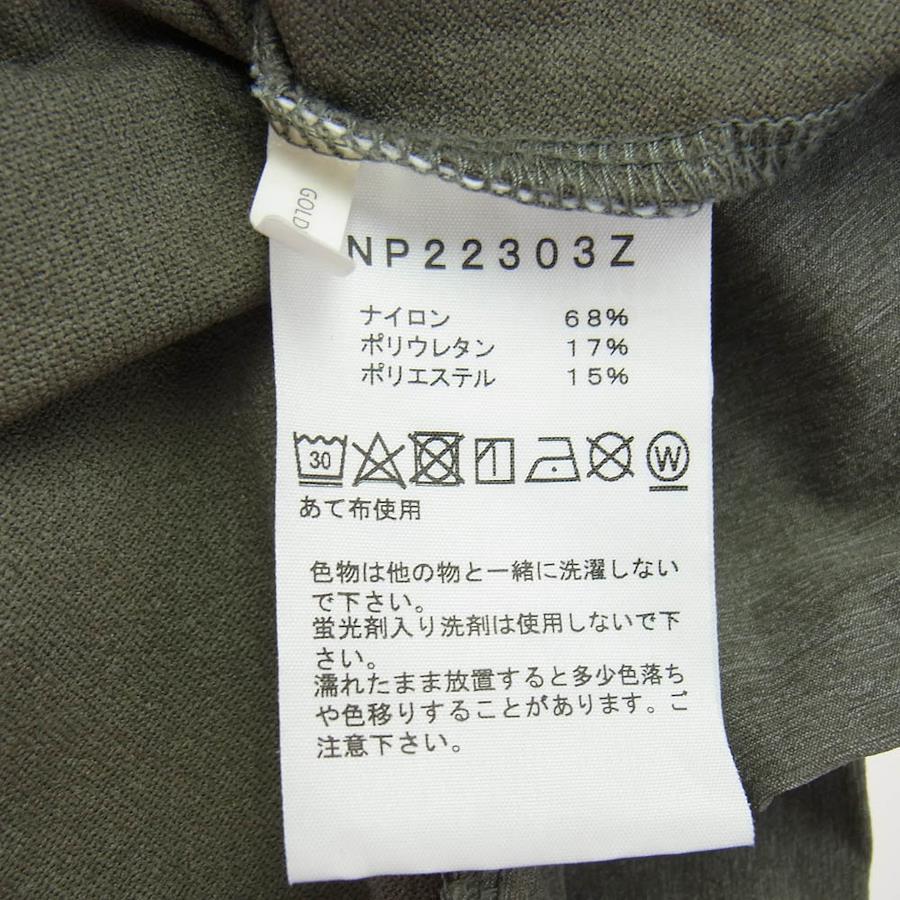 GOLD
NP22303Z
ナイロン 68%
ポリウレタン 17%
ポリエステル 15%
30
W
あて布使用
色物は他の物と一緒に洗濯しない
で下さい。
蛍光剤入り洗剤は使用しないで下
さい。
濡れたまま放置すると多少色落ち
や色移りすることがあります。ご
注意下さい。